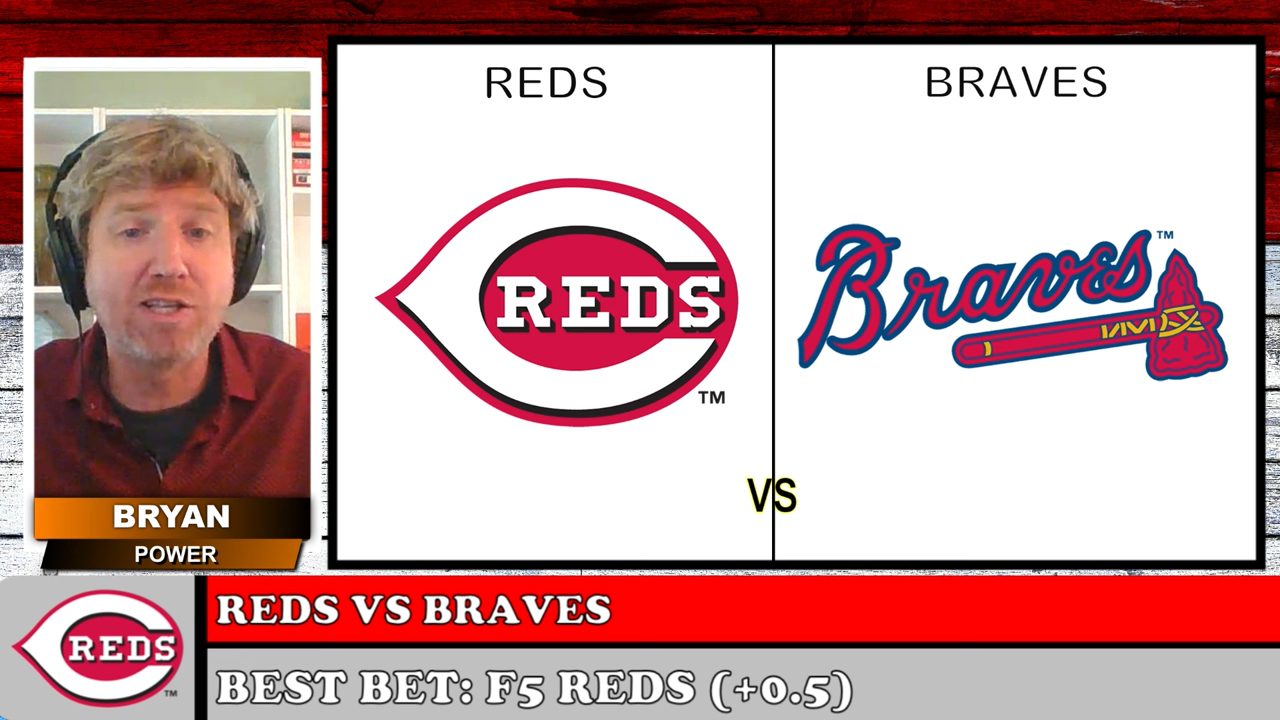 REDS
BRAVES
REDS
TM
Braves
TM
VS
BRYAN
POWER
REDS
TM
REDS VS BRAVES
BEST BET: F5 REDS (+0.5)